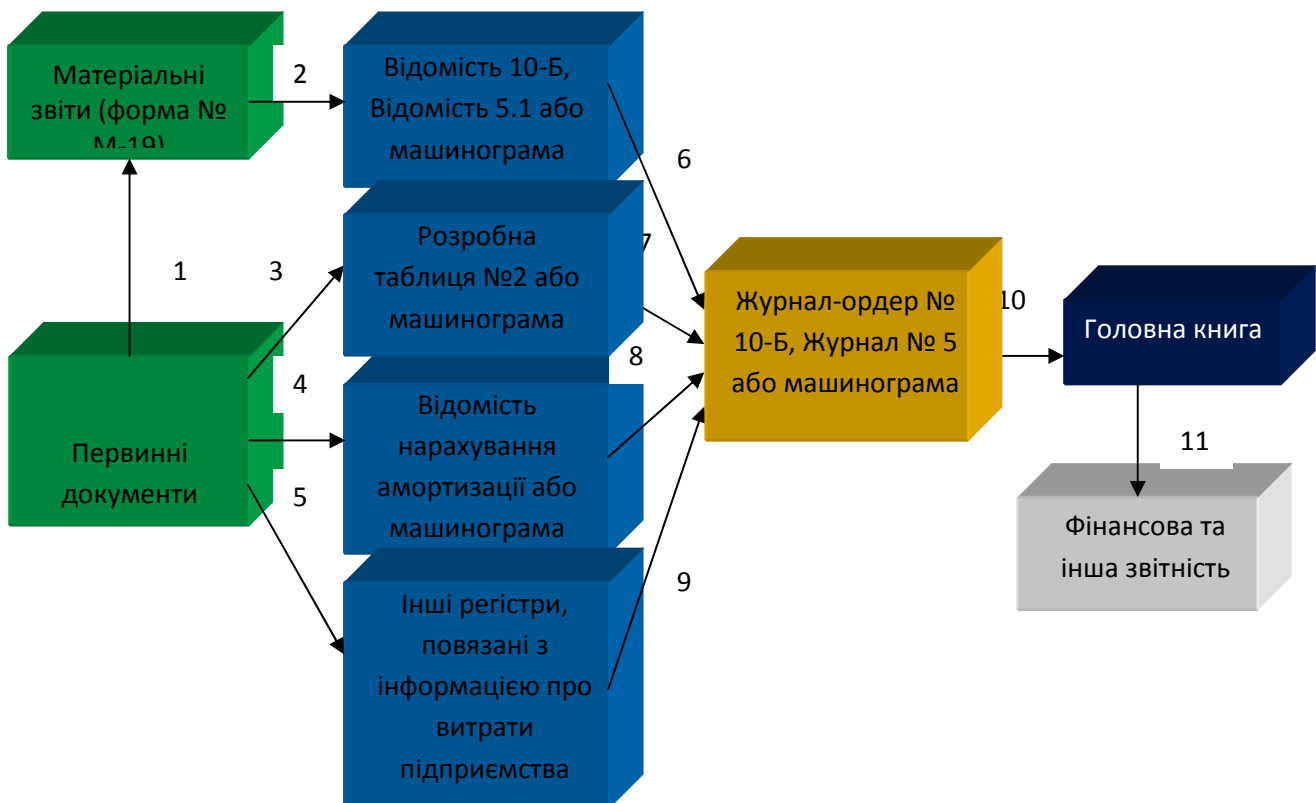 Матеріальні
звіти (форма №
М-19)
2
Відомість 10-Б,
Відомість 5.1 або
машинограма
6
1
3
Розробна
таблиця №2 або
машинограма
7
Журнал-ордер №
10-Б, Журнал № 5
або машинограма
10
Головна книга
Первинні
документи
4
5
Відомість
нарахування
амортизації або
машинограма
8
11
Фінансова та
інша звітність
Інші регістри,
повязані з
інформацією про
витрати
підприємства
9